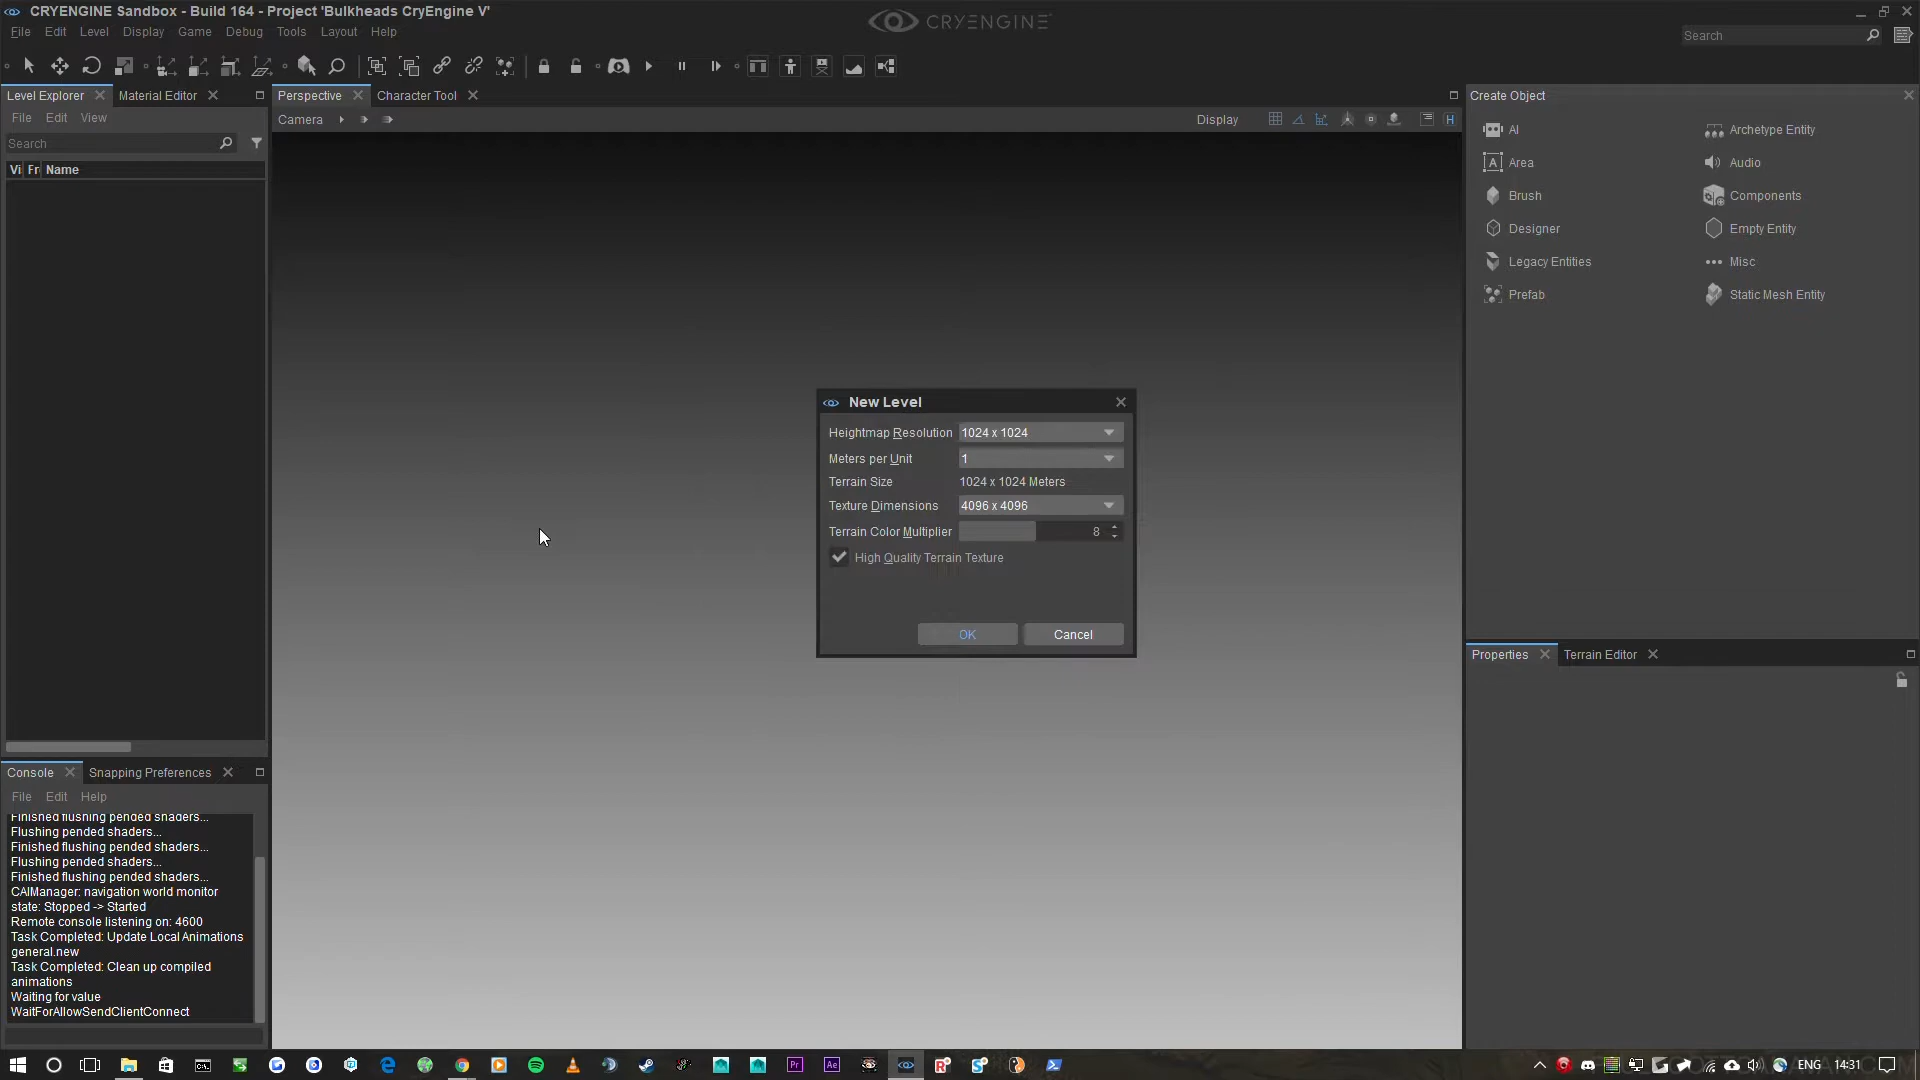 CRYENGINE Sandbox - Build 164 - Project 'Bulkheads CryEngine V'
CRYENGINE
File Edit Level Display Game Debug Tools Layout Help
Search
Level Explorer Material Editor
Perspective Character Tool
Create Object
File Edit View
Camera
Display
H
Search
Vi Fr Name
AI
Archetype Entity
Area
Audio
Brush
Components
Designer
Empty Entity
Legacy Entities
Misc
Prefab
Static Mesh Entity
New Level
Heightmap Resolution 1024 x 1024
Meters per Unit 1
Terrain Size 1024 x 1024 Meters
Texture Dimensions 4096 x 4096
Terrain Color Multiplier 8
High Quality Terrain Texture
OK Cancel
Properties Terrain Editor
Console Snapping Preferences
File Edit Help
Finished flushing pended shaders...
Flushing pended shaders...
Finished flushing pended shaders...
Flushing pended shaders...
Finished flushing pended shaders...
CAIManager: navigation world monitor
state: Stopped -> Started
Remote console listening on: 4600
Task Completed: Update Local Animations
general.new
Task Completed: Clean up compiled
animations
Waiting for value
WaitForAllowSendClientConnect
Pr Ae
ENG 14:31